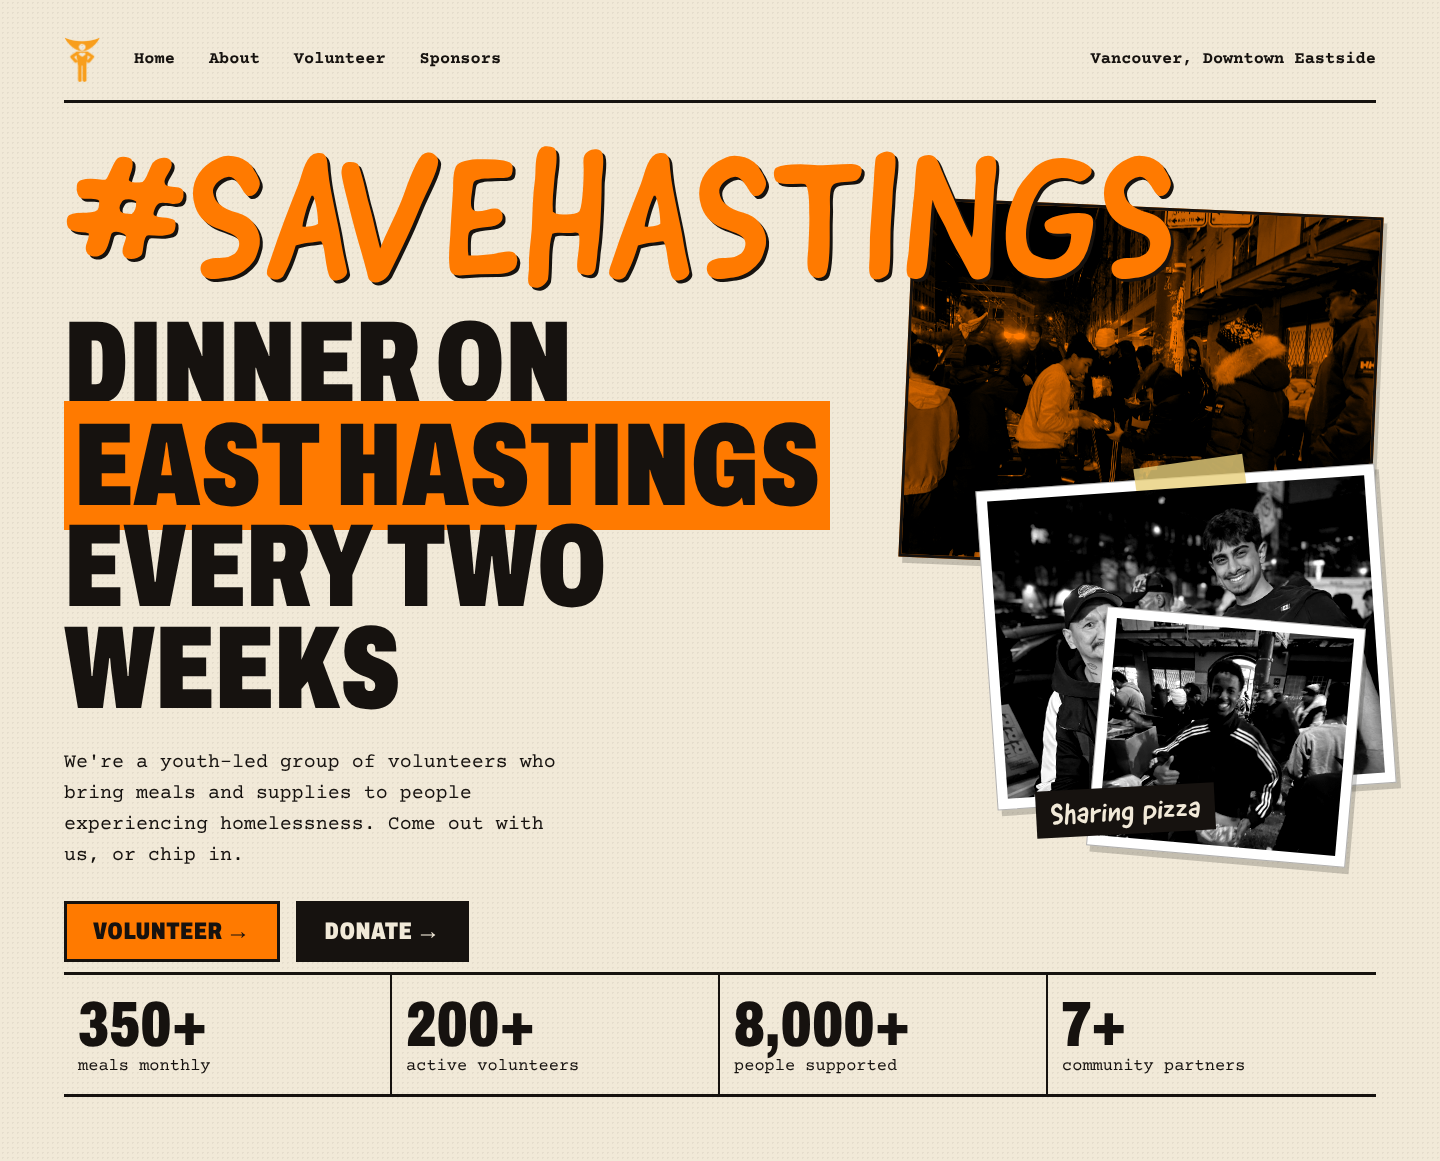 Home About Volunteer Sponsors Vancouver, Downtown Eastside
#SAVEHASTINGS
DINNER ON
EAST HASTINGS
EVERY TWO
WEEKS
We're a youth-led group of volunteers who
bring meals and supplies to people
experiencing homelessness. Come out with
us, or chip in.
HH
Sharing pizza
VOLUNTEER → DONATE →
350+ 200+ 8,000+ 7+
meals monthly active volunteers people supported community partners